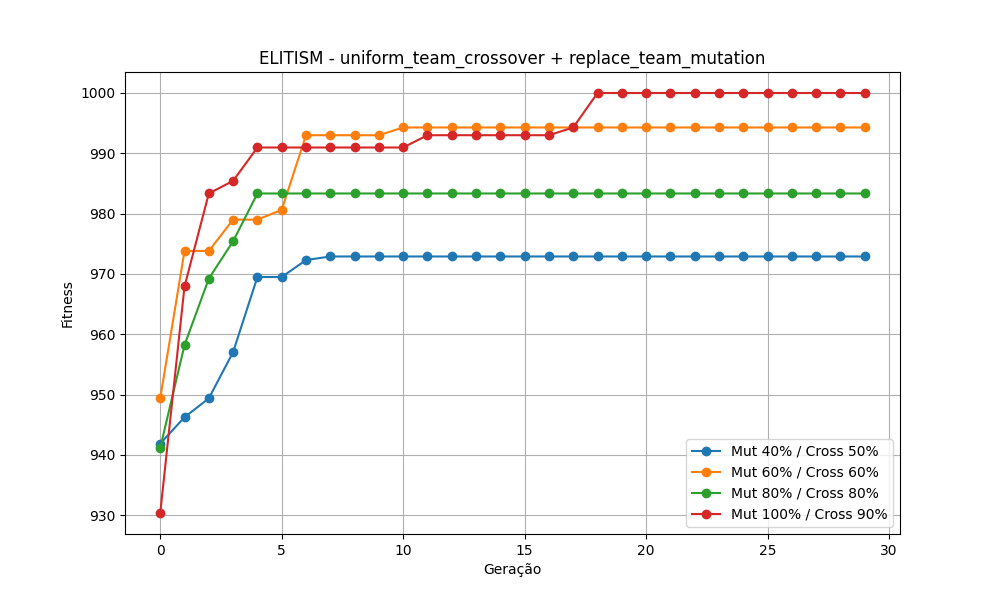 ELITISM - uniform_team_crossover + replace_team_mutation
1000
990
980
970
960
950
940
930
Fitness
0 5 10 15 20 25 30
Geração
Mut 40% / Cross 50%
Mut 60% / Cross 60%
Mut 80% / Cross 80%
Mut 100% / Cross 90%